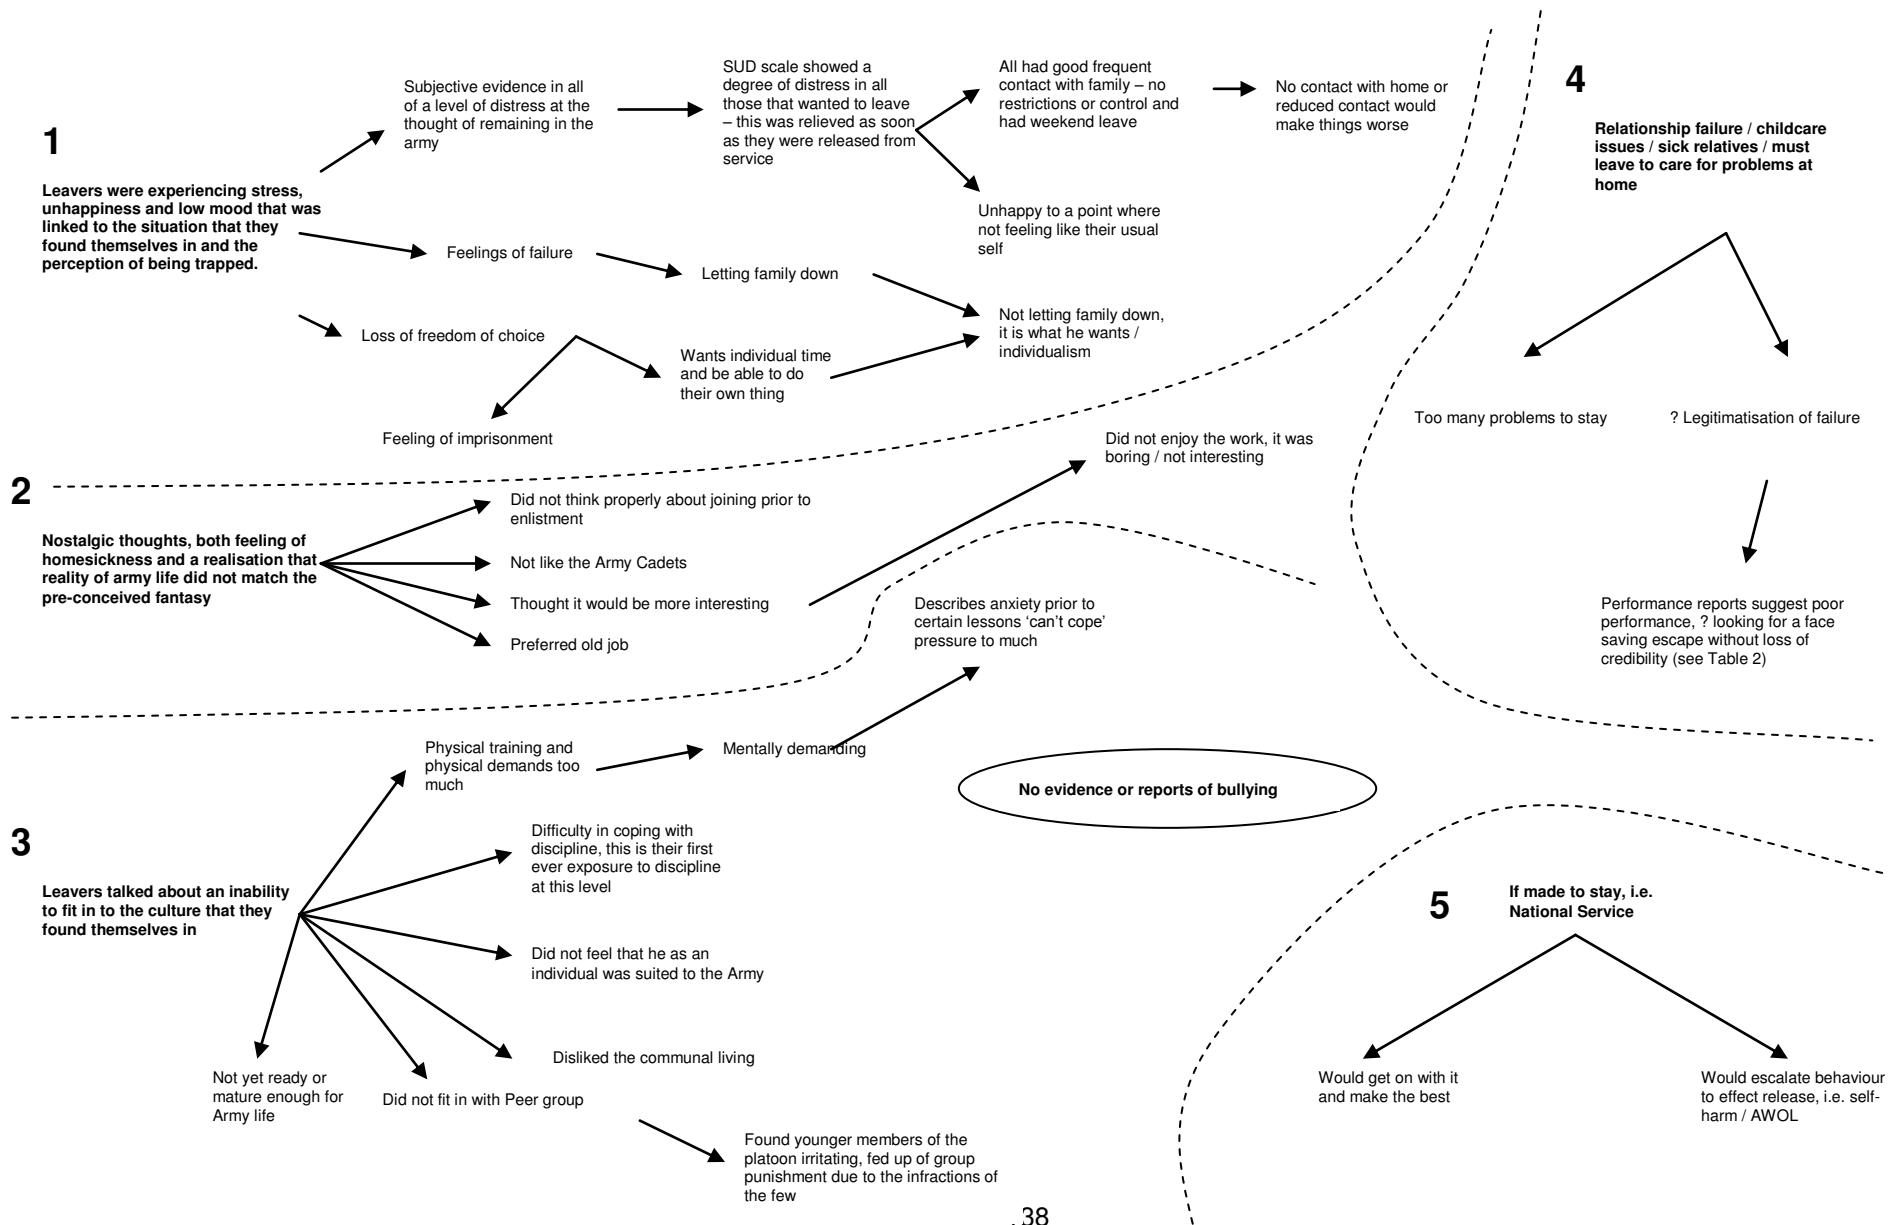 1
Leavers were experiencing stress,
unhappiness and low mood that was
linked to the situation that they
found themselves in and the
perception of being trapped.
Subjective evidence in all
of a level of distress at the
thought of remaining in the
army
SUD scale showed a
degree of distress in all
those that wanted to leave
– this was relieved as soon
as they were released from
service
All had good frequent
contact with family – no
restrictions or control and
had weekend leave
No contact with home or
reduced contact would
make things worse
Unhappy to a point where
not feeling like their usual
self
Feelings of failure
Letting family down
Not letting family down,
it is what he wants /
individualism
Loss of freedom of choice
Wants individual time
and be able to do
their own thing
Feeling of imprisonment
2
Nostalgic thoughts, both feeling of
homesickness and a realisation that
reality of army life did not match the
pre-conceived fantasy
Did not think properly about joining prior to
enlistment
Not like the Army Cadets
Thought it would be more interesting
Preferred old job
Did not enjoy the work, it was
boring / not interesting
3
Leavers talked about an inability
to fit in to the culture that they
found themselves in
Physical training and
physical demands too
much
Mentally demanding
Describes anxiety prior to
certain lessons ‘can’t cope’
pressure to much
Difficulty in coping with
discipline, this is their first
ever exposure to discipline
at this level
Did not feel that he as an
individual was suited to the Army
Disliked the communal living
Did not fit in with Peer group
Found younger members of the
platoon irritating, fed up of group
punishment due to the infractions of
the few
Not yet ready or
mature enough for
Army life
No evidence or reports of bullying
4
Relationship failure / childcare
issues / sick relatives / must
leave to care for problems at
home
Too many problems to stay
? Legitimatisation of failure
Performance reports suggest poor
performance, ? looking for a face
saving escape without loss of
credibility (see Table 2)
5
If made to stay, i.e.
National Service
Would get on with it
and make the best
Would escalate behaviour
to effect release, i.e. self-
harm / AWOL
38